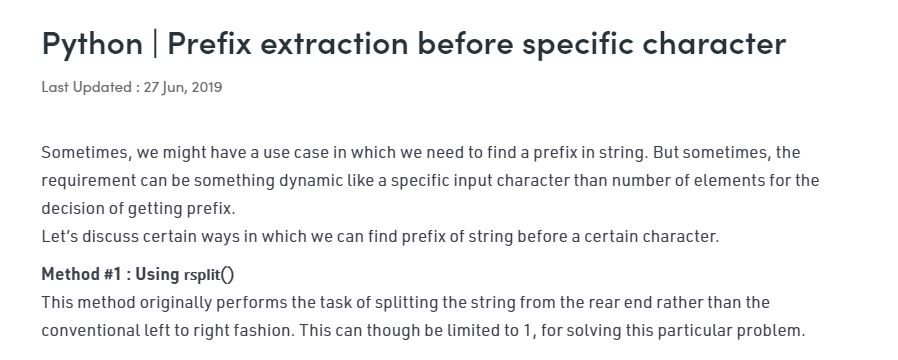 Python | Prefix extraction before specific character
Last Updated : 27 Jun, 2019
Sometimes, we might have a use case in which we need to find a prefix in string. But sometimes, the
requirement can be something dynamic like a specific input character than number of elements for the
decision of getting prefix.
Let's discuss certain ways in which we can find prefix of string before a certain character.
Method #1 : Using rsplit()
This method originally performs the task of splitting the string from the rear end rather than the
conventional left to right fashion. This can though be limited to 1, for solving this particular problem.